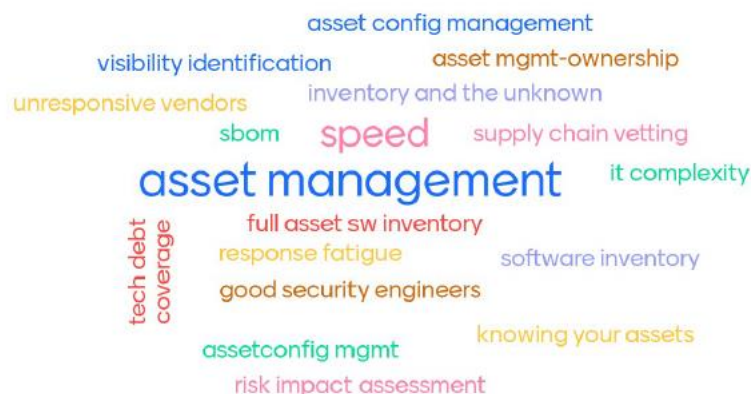 asset config management
visibility identification
asset mgmt-ownership
unresponsive vendors
inventory and the unknown
sbom
speed
supply chain vetting
asset management
it complexity
tech debt
coverage
full asset sw inventory
response fatigue
software inventory
good security engineers
knowing your assets
assetconfig mgmt
risk impact assessment